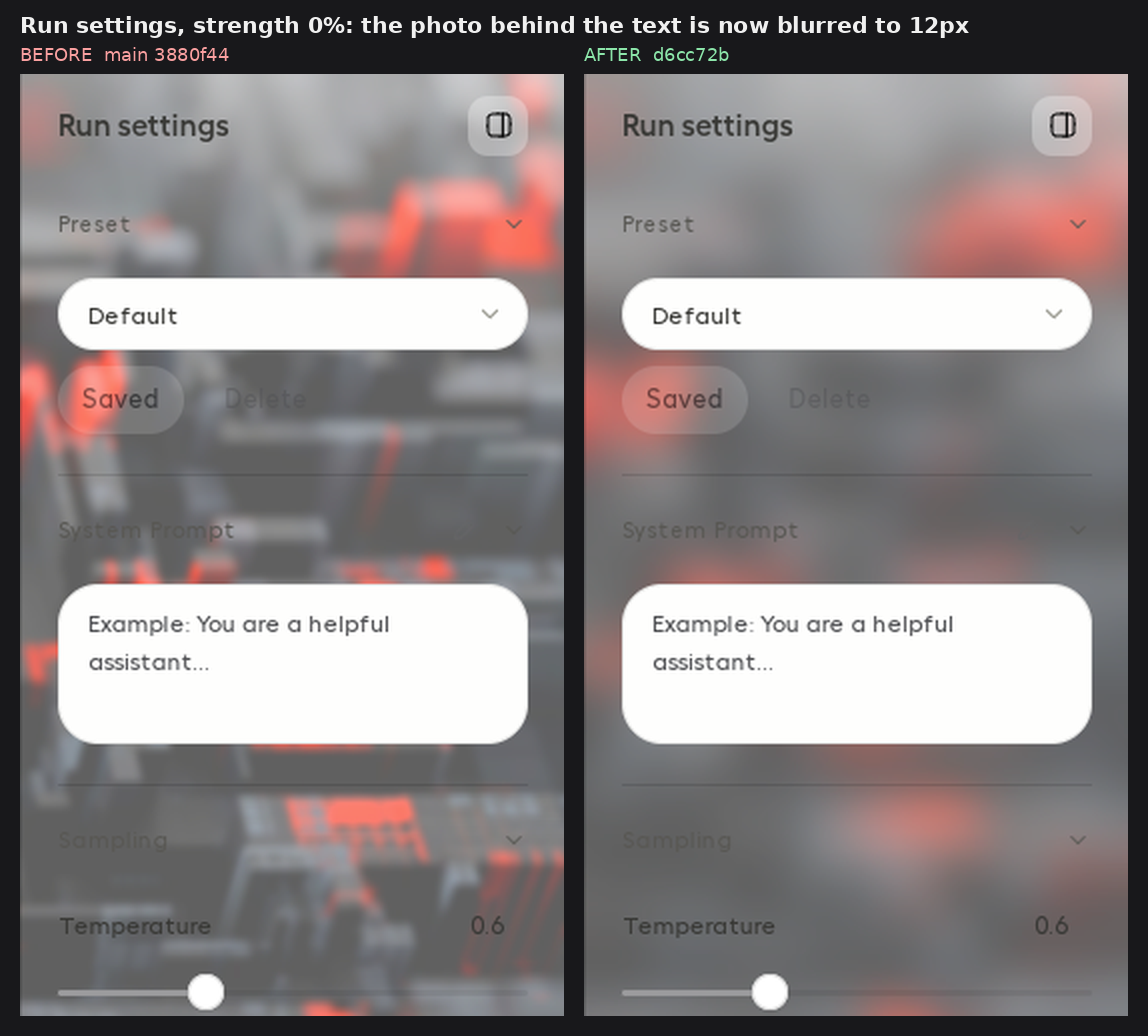 Run settings, strength 0%: the photo behind the text is now blurred to 12px
BEFORE main 3880f44
AFTER d6cc72b
Run settings
Preset
Default
Saved Delete
System Prompt
Example: You are a helpful
assistant...
Sampling
Temperature 0.6
Run settings
Preset
Default
Saved Delete
System Prompt
Example: You are a helpful
assistant...
Sampling
Temperature 0.6